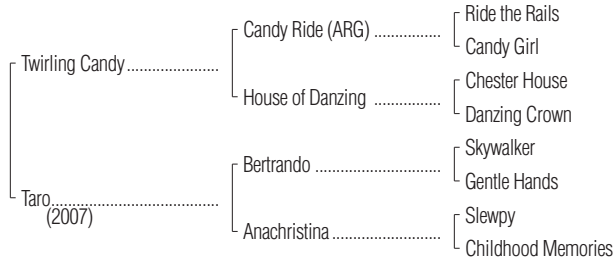 Ride the Rails
Candy Ride (ARG) ................
Candy Girl
Twirling Candy ......................
Chester House
House of Danzing ................
Danzing Crown
Skywalker
Bertrando ..............................
Gentle Hands
Taro........................................
(2007)
Slewpy
Anachristina ..........................
Childhood Memories